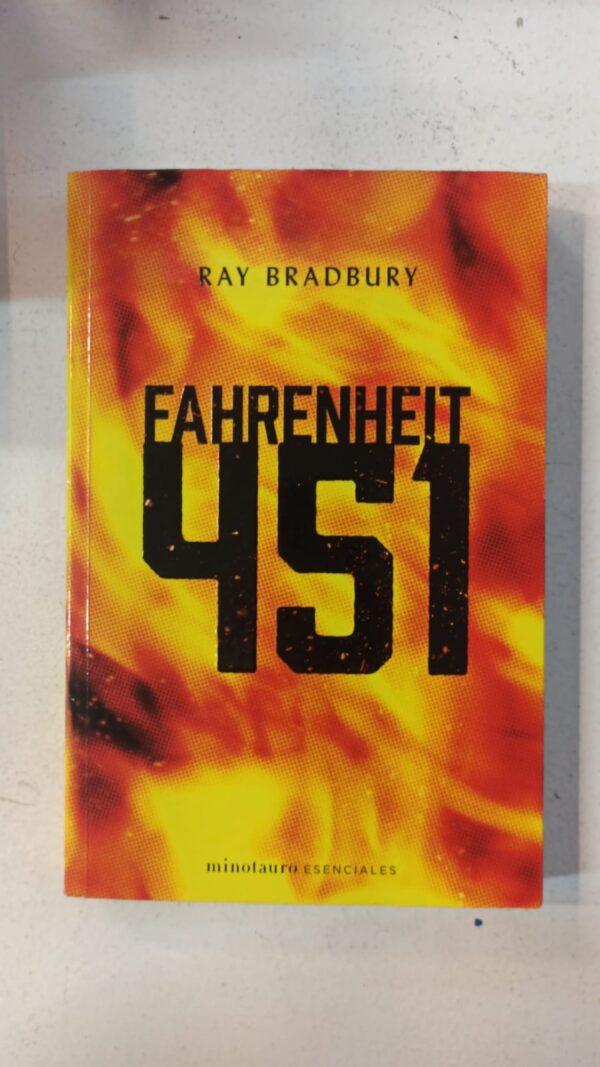 RAY BRADBURY
FAHRENHEIT
451
minotauro ESENCIALES